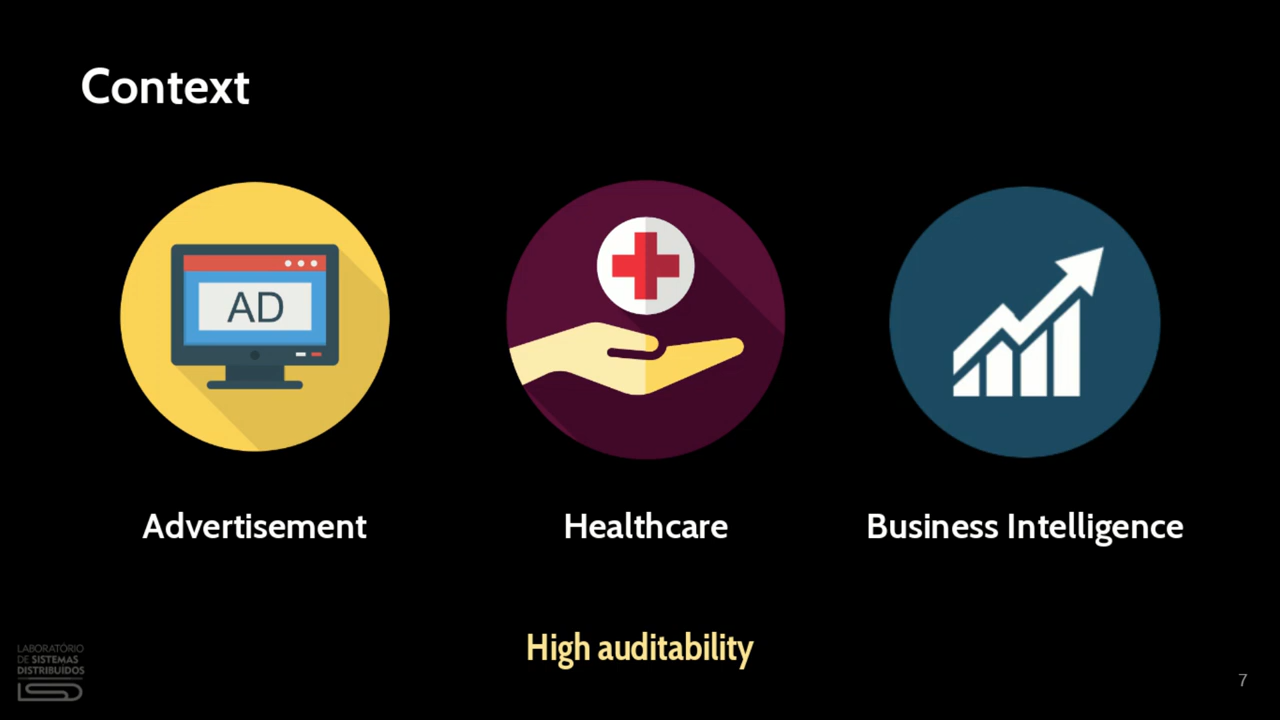 Context
AD
Advertisement
Healthcare
Business Intelligence
High auditability
LABORATÓRIO
DE SISTEMAS
DISTRIBUÍDOS
LSD
7